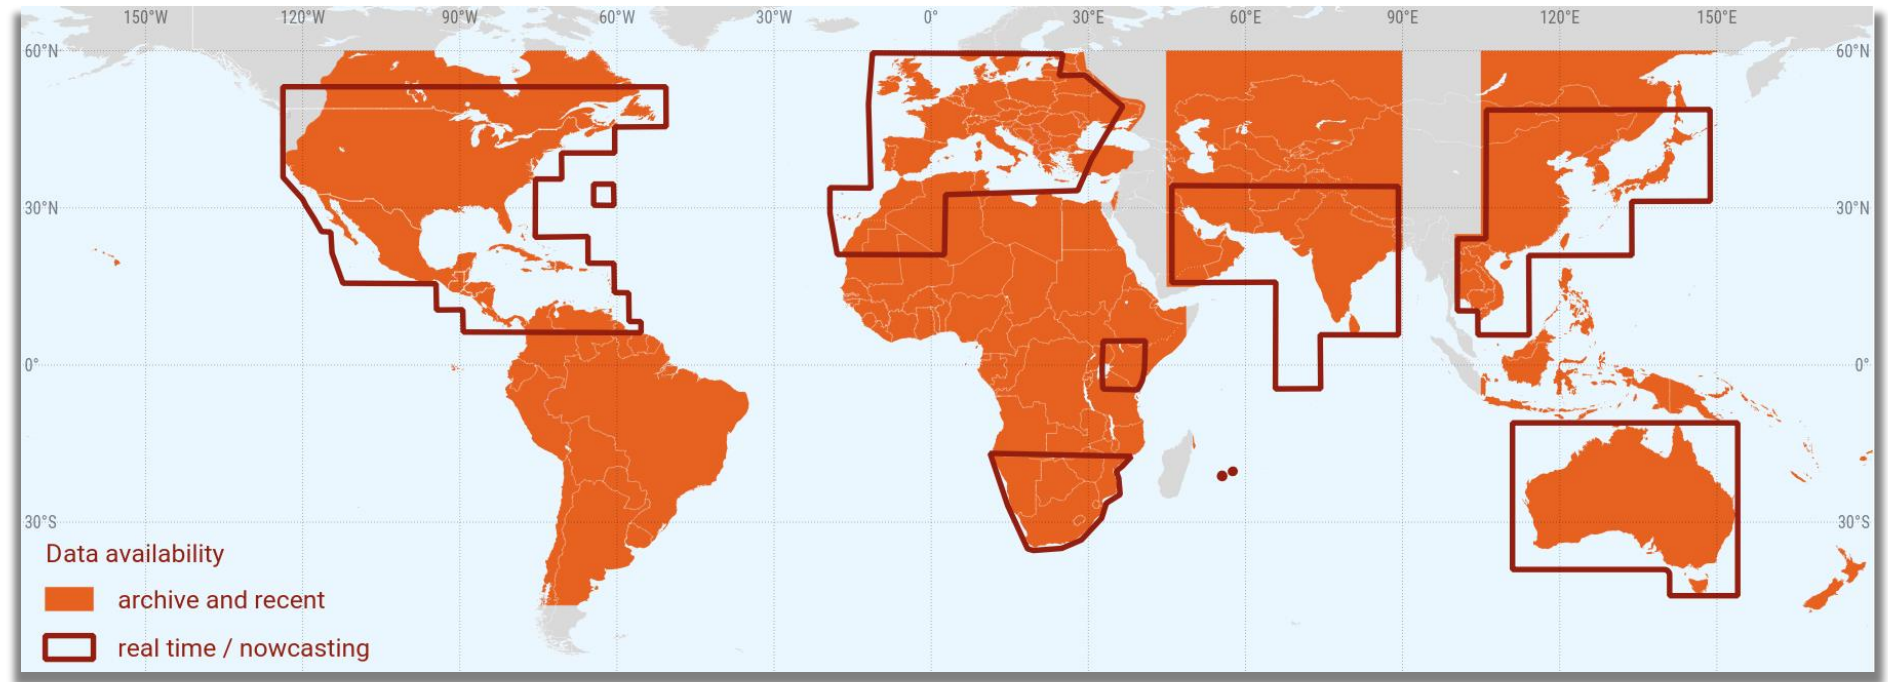 150°W 120°W 90°W 60°W 30°W 0° 30°E 60°E 90°E 120°E 150°E
60°N 60°N
30°N 30°N
0° 0°
30°S 30°S
Data availability
archive and recent
real time / nowcasting